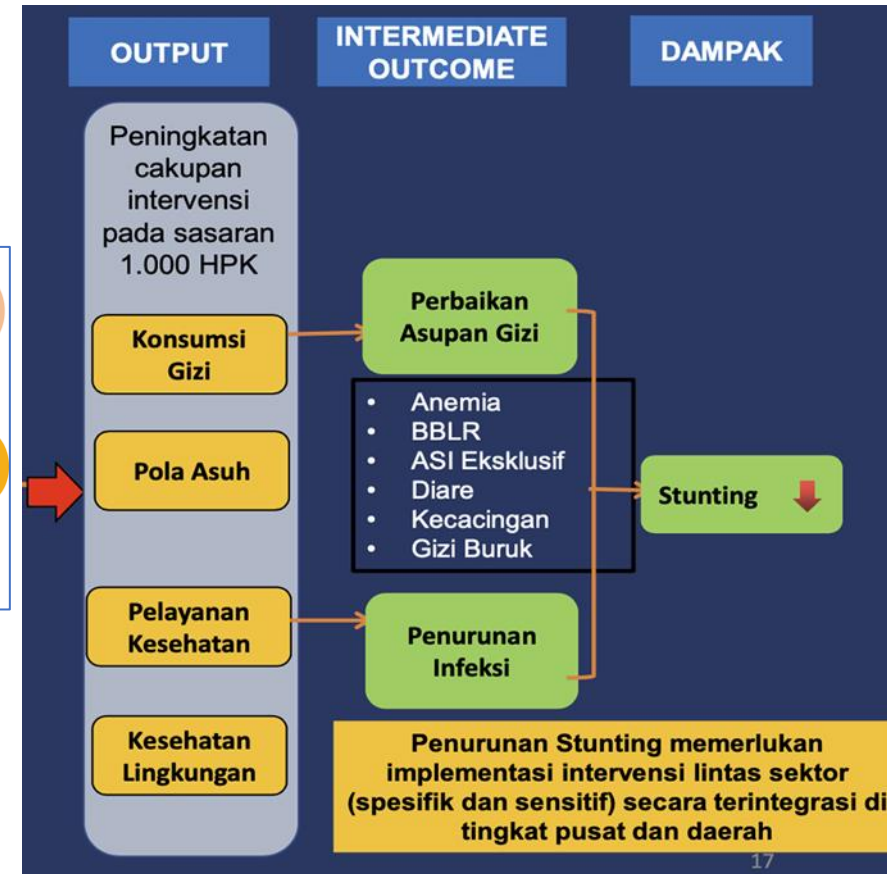 OUTPUT
INTERMEDIATE
OUTCOME
DAMPAK
Peningkatan
cakupan
intervensi
pada sasaran
1.000 HPK
Konsumsi
Gizi
Pola Asuh
Pelayanan
Kesehatan
Kesehatan
Lingkungan
Perbaikan
Asupan Gizi
• Anemia
• BBLR
• ASI Eksklusif
• Diare
• Kecacingan
• Gizi Buruk
Penurunan
Infeksi
Stunting
Penurunan Stunting memerlukan
implementasi intervensi lintas sektor
(spesifik dan sensitif) secara terintegrasi di
tingkat pusat dan daerah
17